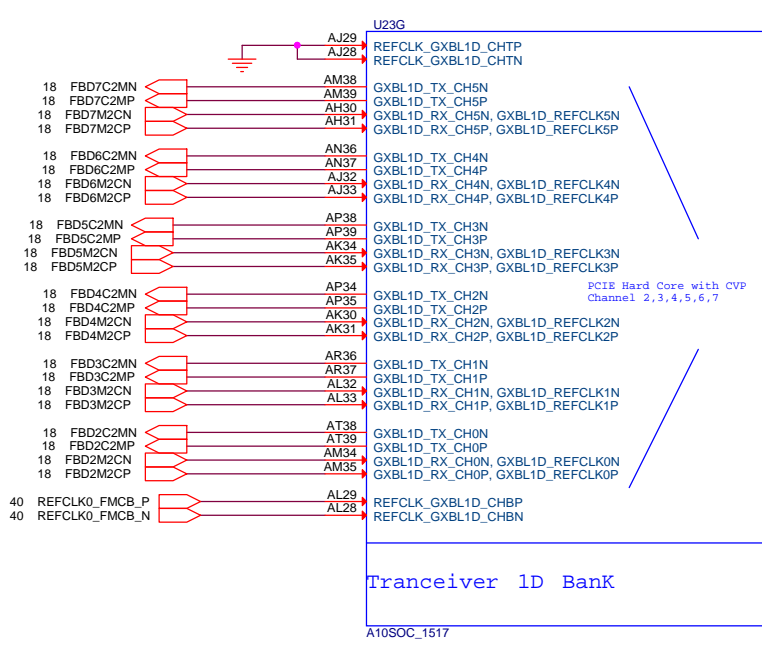 U23G
AJ29 REFCLK_GXBL1D_CHTP
AJ28 REFCLK_GXBL1D_CHTN
18 FBD7C2MN AM38 GXBL1D_TX_CH5N
18 FBD7C2MP AM39 GXBL1D_TX_CH5P
18 FBD7M2CN AH30 GXBL1D_RX_CH5N, GXBL1D_REFCLK5N
18 FBD7M2CP AH31 GXBL1D_RX_CH5P, GXBL1D_REFCLK5P
18 FBD6C2MN AN36 GXBL1D_TX_CH4N
18 FBD6C2MP AN37 GXBL1D_TX_CH4P
18 FBD6M2CN AJ32 GXBL1D_RX_CH4N, GXBL1D_REFCLK4N
18 FBD6M2CP AJ33 GXBL1D_RX_CH4P, GXBL1D_REFCLK4P
18 FBD5C2MN AP38 GXBL1D_TX_CH3N
18 FBD5C2MP AP39 GXBL1D_TX_CH3P
18 FBD5M2CN AK34 GXBL1D_RX_CH3N, GXBL1D_REFCLK3N
18 FBD5M2CP AK35 GXBL1D_RX_CH3P, GXBL1D_REFCLK3P
PCIE Hard Core with CVP
Channel 2,3,4,5,6,7
18 FBD4C2MN AP34 GXBL1D_TX_CH2N
18 FBD4C2MP AP35 GXBL1D_TX_CH2P
18 FBD4M2CN AK30 GXBL1D_RX_CH2N, GXBL1D_REFCLK2N
18 FBD4M2CP AK31 GXBL1D_RX_CH2P, GXBL1D_REFCLK2P
18 FBD3C2MN AR36 GXBL1D_TX_CH1N
18 FBD3C2MP AR37 GXBL1D_TX_CH1P
18 FBD3M2CN AL32 GXBL1D_RX_CH1N, GXBL1D_REFCLK1N
18 FBD3M2CP AL33 GXBL1D_RX_CH1P, GXBL1D_REFCLK1P
18 FBD2C2MN AT38 GXBL1D_TX_CH0N
18 FBD2C2MP AT39 GXBL1D_TX_CH0P
18 FBD2M2CN AM34 GXBL1D_RX_CH0N, GXBL1D_REFCLK0N
18 FBD2M2CP AM35 GXBL1D_RX_CH0P, GXBL1D_REFCLK0P
40 REFCLK0_FMCB_P AL29 REFCLK_GXBL1D_CHBP
40 REFCLK0_FMCB_N AL28 REFCLK_GXBL1D_CHBN
Tranceiver 1D BanK
A10SOC_1517